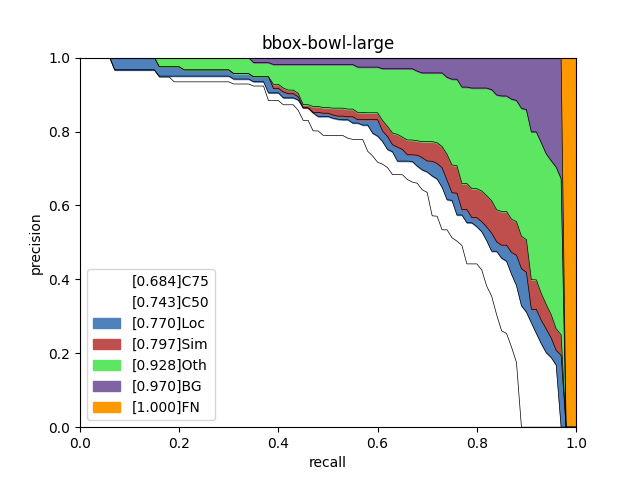 bbox-bowl-large
1.0
0.8
0.6
0.4
0.2
0.0
precision
[0.684]C75
[0.743]C50
[0.770]Loc
[0.797]Sim
[0.928]Oth
[0.970]BG
[1.000]FN
0.0 0.2 0.4 0.6 0.8 1.0
recall